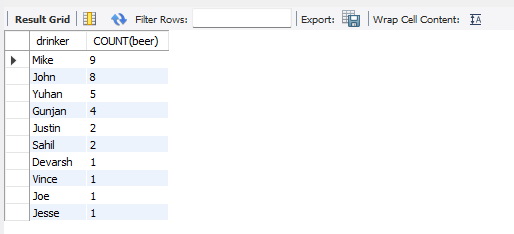 Result Grid Filter Rows: Export: Wrap Cell Content: IA
drinker COUNT(beer)
Mike 9
John 8
Yuhan 5
Gunjan 4
Justin 2
Sahil 2
Devarsh 1
Vince 1
Joe 1
Jesse 1